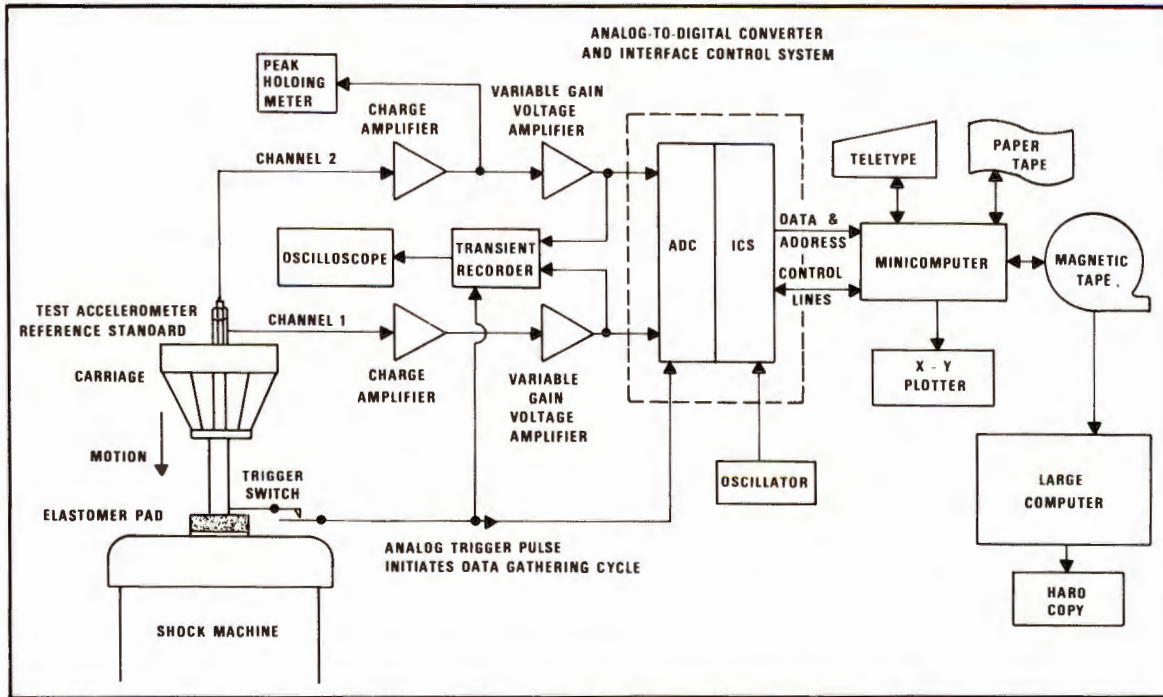 ANALOG-TO-DIGITAL CONVERTER
AND INTERFACE CONTROL SYSTEM
PEAK
HOLDING
METER
CHARGE
AMPLIFIER
VARIABLE GAIN
VOLTAGE
AMPLIFIER
CHANNEL 2
TELETYPE
PAPER
TAPE
OSCILLOSCOPE
TRANSIENT
RECORDER
ADC
ICS
DATA &
ADDRESS
CONTROL
LINES
MINICOMPUTER
MAGNETIC
TAPE
TEST ACCELEROMETER
REFERENCE STANDARD
CHANNEL 1
CARRIAGE
CHARGE
AMPLIFIER
VARIABLE
GAIN
VOLTAGE
AMPLIFIER
X - Y
PLOTTER
MOTION
TRIGGER
SWITCH
OSCILLATOR
LARGE
COMPUTER
ELASTOMER PAD
ANALOG TRIGGER PULSE
INITIATES DATA GATHERING CYCLE
HARD
COPY
SHOCK MACHINE